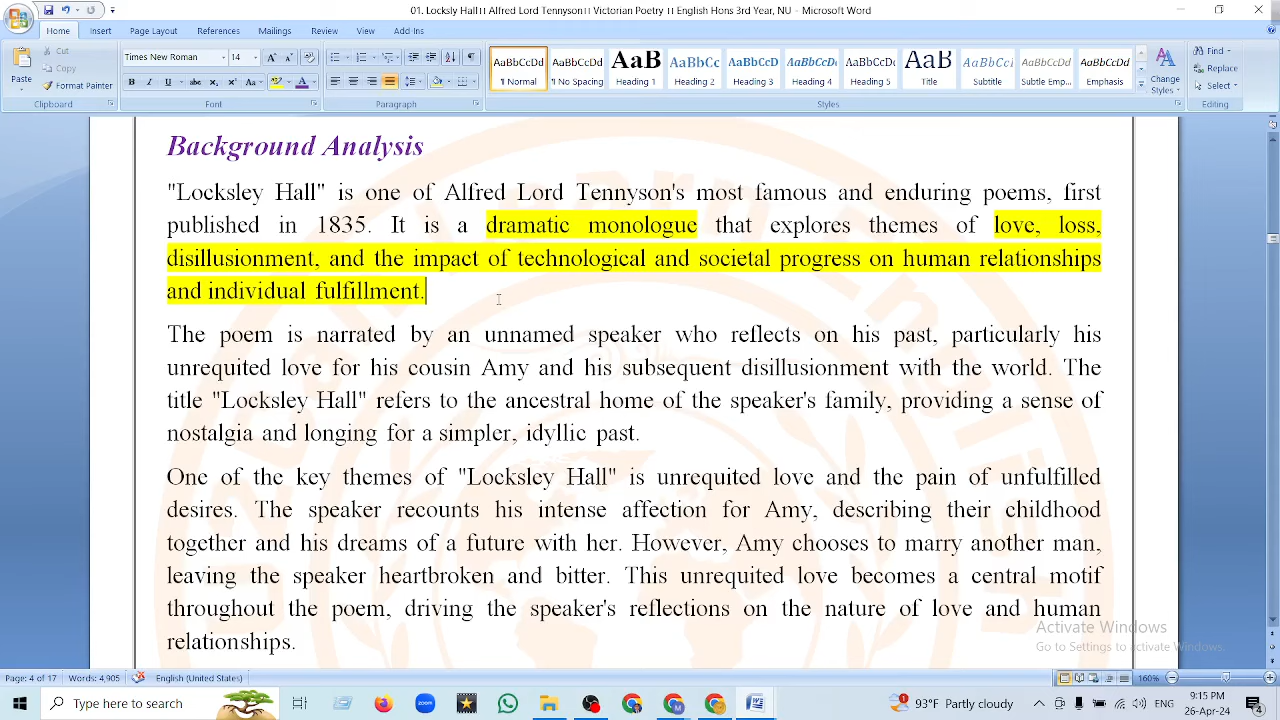 01. Locksly Hall।। Alfred Lord Tennyson।। Victorian Poetry ।। English Hons 3rd Year, NU - Microsoft Word
Home Insert Page Layout References Mailings Review View Add-Ins
Paste Cut Copy Format Painter Clipboard
Times New Roman 14 Font
Paragraph
AaBbCcDd AaBbCcDd AaB AaBbCc AaBbCcD AaBbCcDc AaBbCcDd AaB AaBbCcI AaBbCcDd AaBbCcDd
¶ Normal ¶ No Spacing Heading 1 Heading 2 Heading 3 Heading 4 Heading 5 Title Subtitle Subtle Emp... Emphasis
Styles
Change Styles
Find Replace Select Editing
Background Analysis
"Locksley Hall" is one of Alfred Lord Tennyson's most famous and enduring poems, first
published in 1835. It is a dramatic monologue that explores themes of love, loss,
disillusionment, and the impact of technological and societal progress on human relationships
and individual fulfillment.
The poem is narrated by an unnamed speaker who reflects on his past, particularly his
unrequited love for his cousin Amy and his subsequent disillusionment with the world. The
title "Locksley Hall" refers to the ancestral home of the speaker's family, providing a sense of
nostalgia and longing for a simpler, idyllic past.
One of the key themes of "Locksley Hall" is unrequited love and the pain of unfulfilled
desires. The speaker recounts his intense affection for Amy, describing their childhood
together and his dreams of a future with her. However, Amy chooses to marry another man,
leaving the speaker heartbroken and bitter. This unrequited love becomes a central motif
throughout the poem, driving the speaker's reflections on the nature of love and human
relationships.
Activate Windows
Go to Settings to activate Windows.
Page: 4 of 17 Words: 4,905 English (United States) 160%
Type here to search zoom 93°F Partly cloudy 9:15 PM
26-Apr-24